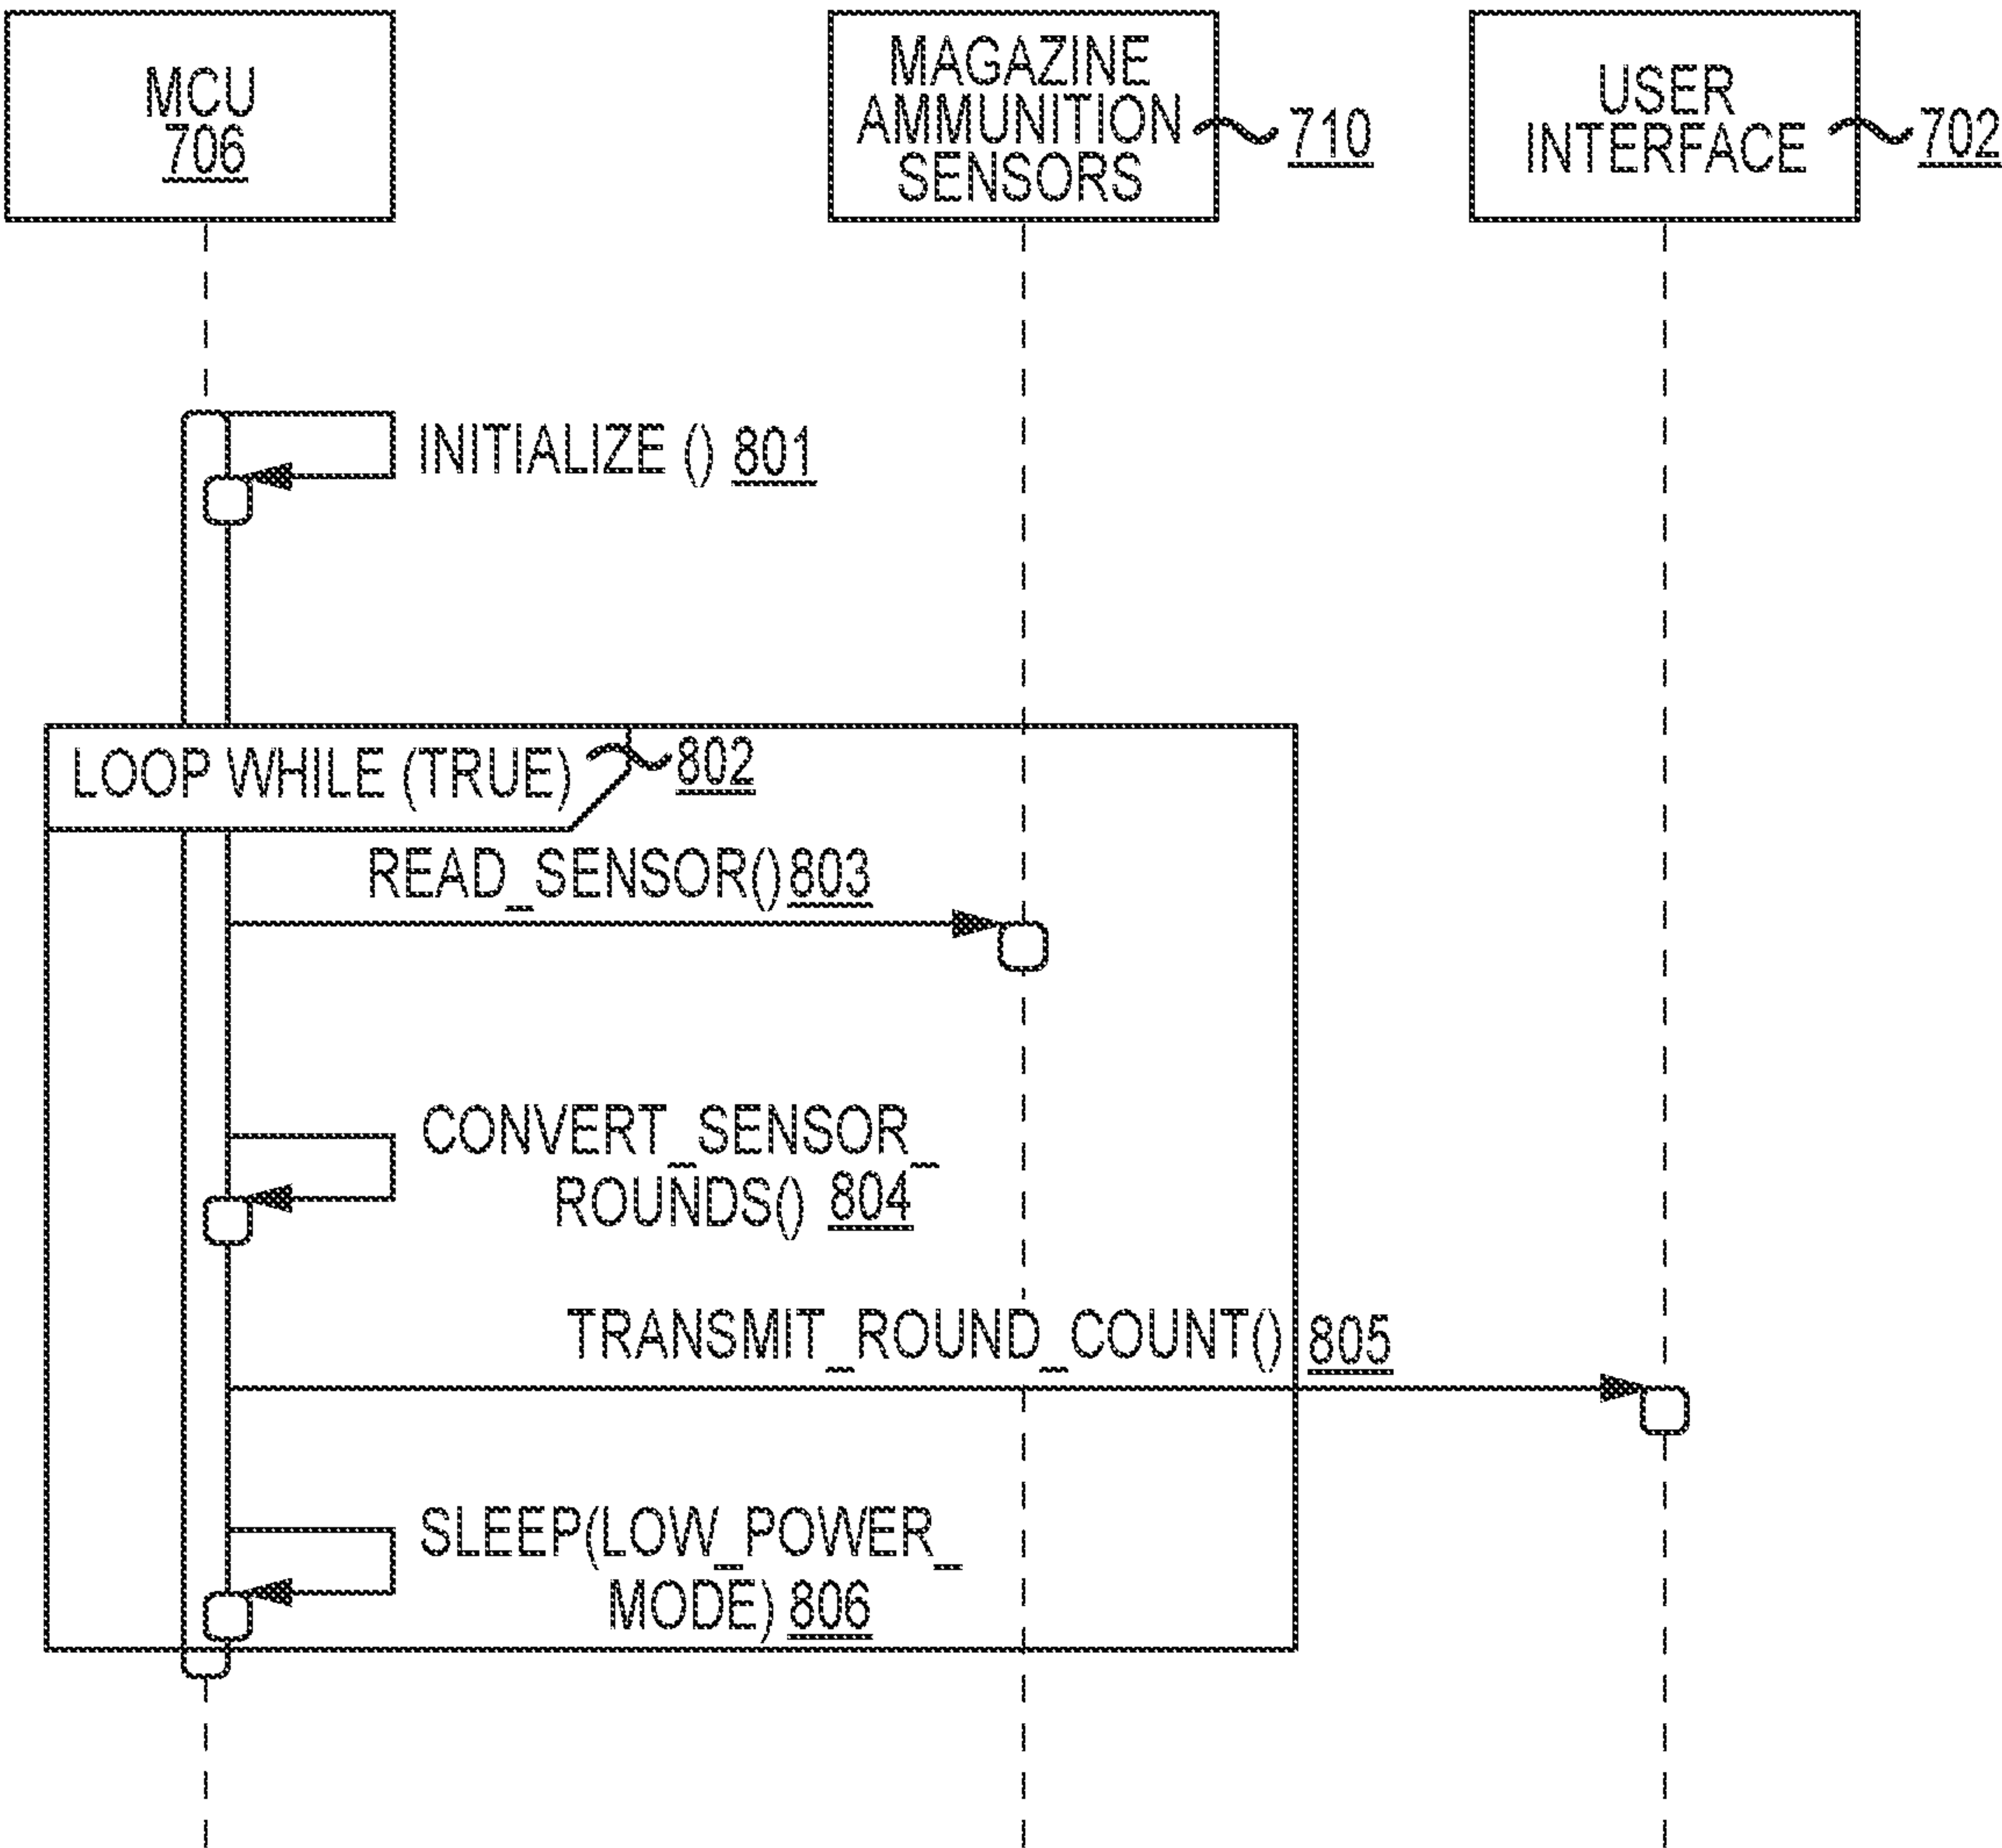 MCU
706
MAGAZINE
AMMUNITION
SENSORS
710
USER
INTERFACE
702
INITIALIZE () 801
LOOP WHILE (TRUE) 802
READ_SENSOR() 803
CONVERT_SENSOR_
ROUNDS() 804
TRANSMIT_ROUND_COUNT() 805
SLEEP(LOW_POWER_
MODE) 806